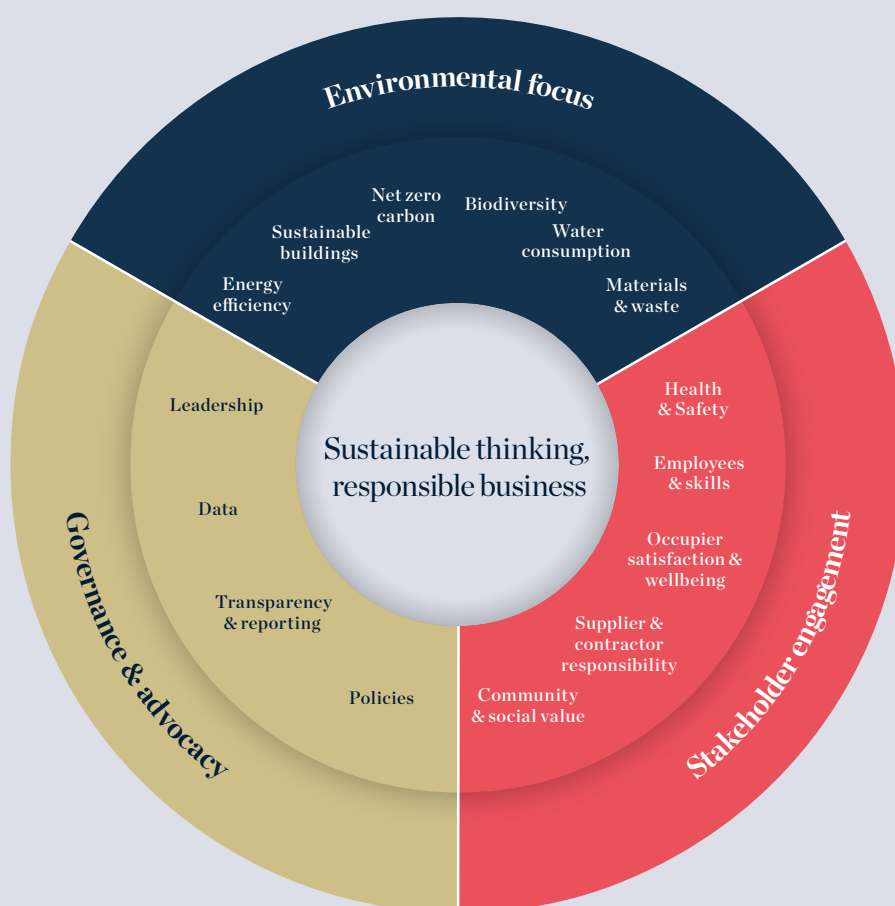 Environmental focus
Energy
efficiency
Sustainable
buildings
Net zero
carbon
Biodiversity
Water
consumption
Materials
& waste
Sustainable thinking,
responsible business
Stakeholder engagement
Health
& Safety
Employees
& skills
Occupier
satisfaction &
wellbeing
Supplier &
contractor
responsibility
Community
& social value
Governance & advocacy
Leadership
Data
Transparency
& reporting
Policies